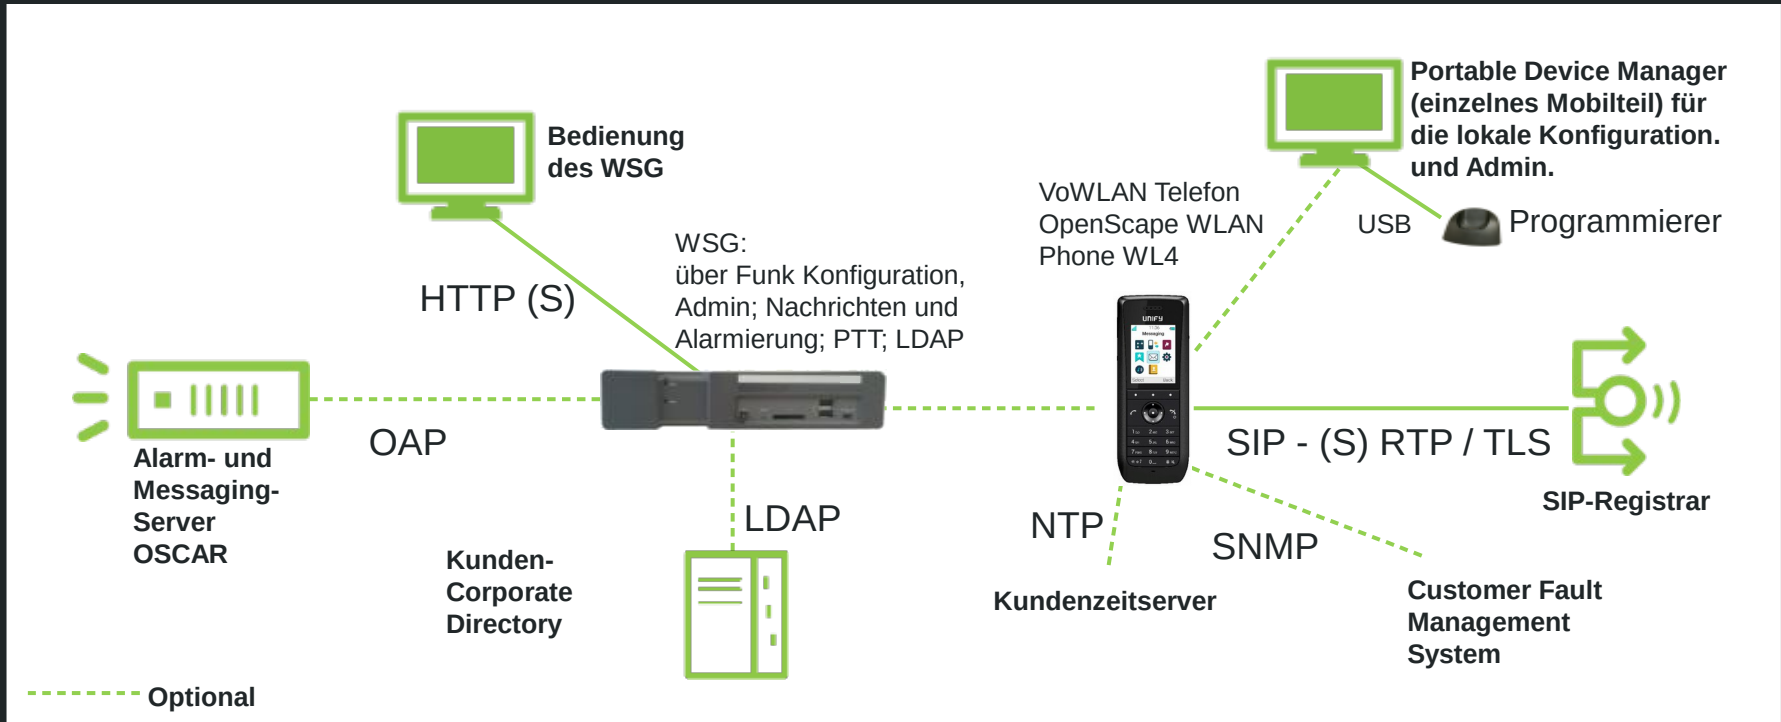 Portable Device Manager
(einzelnes Mobilteil) für
die lokale Konfiguration.
und Admin.
Bedienung
des WSG
VoWLAN Telefon
OpenScape WLAN
Phone WL4
USB
Programmierer
WSG:
über Funk Konfiguration,
Admin; Nachrichten und
Alarmierung; PTT; LDAP
HTTP (S)
UNIFY
Messaging
OAP
SIP - (S) RTP / TLS
Alarm- und
Messaging-
Server
OSCAR
SIP-Registrar
LDAP
NTP
SNMP
Kunden-
Corporate
Directory
Kundenzeitserver
Customer Fault
Management
System
Optional